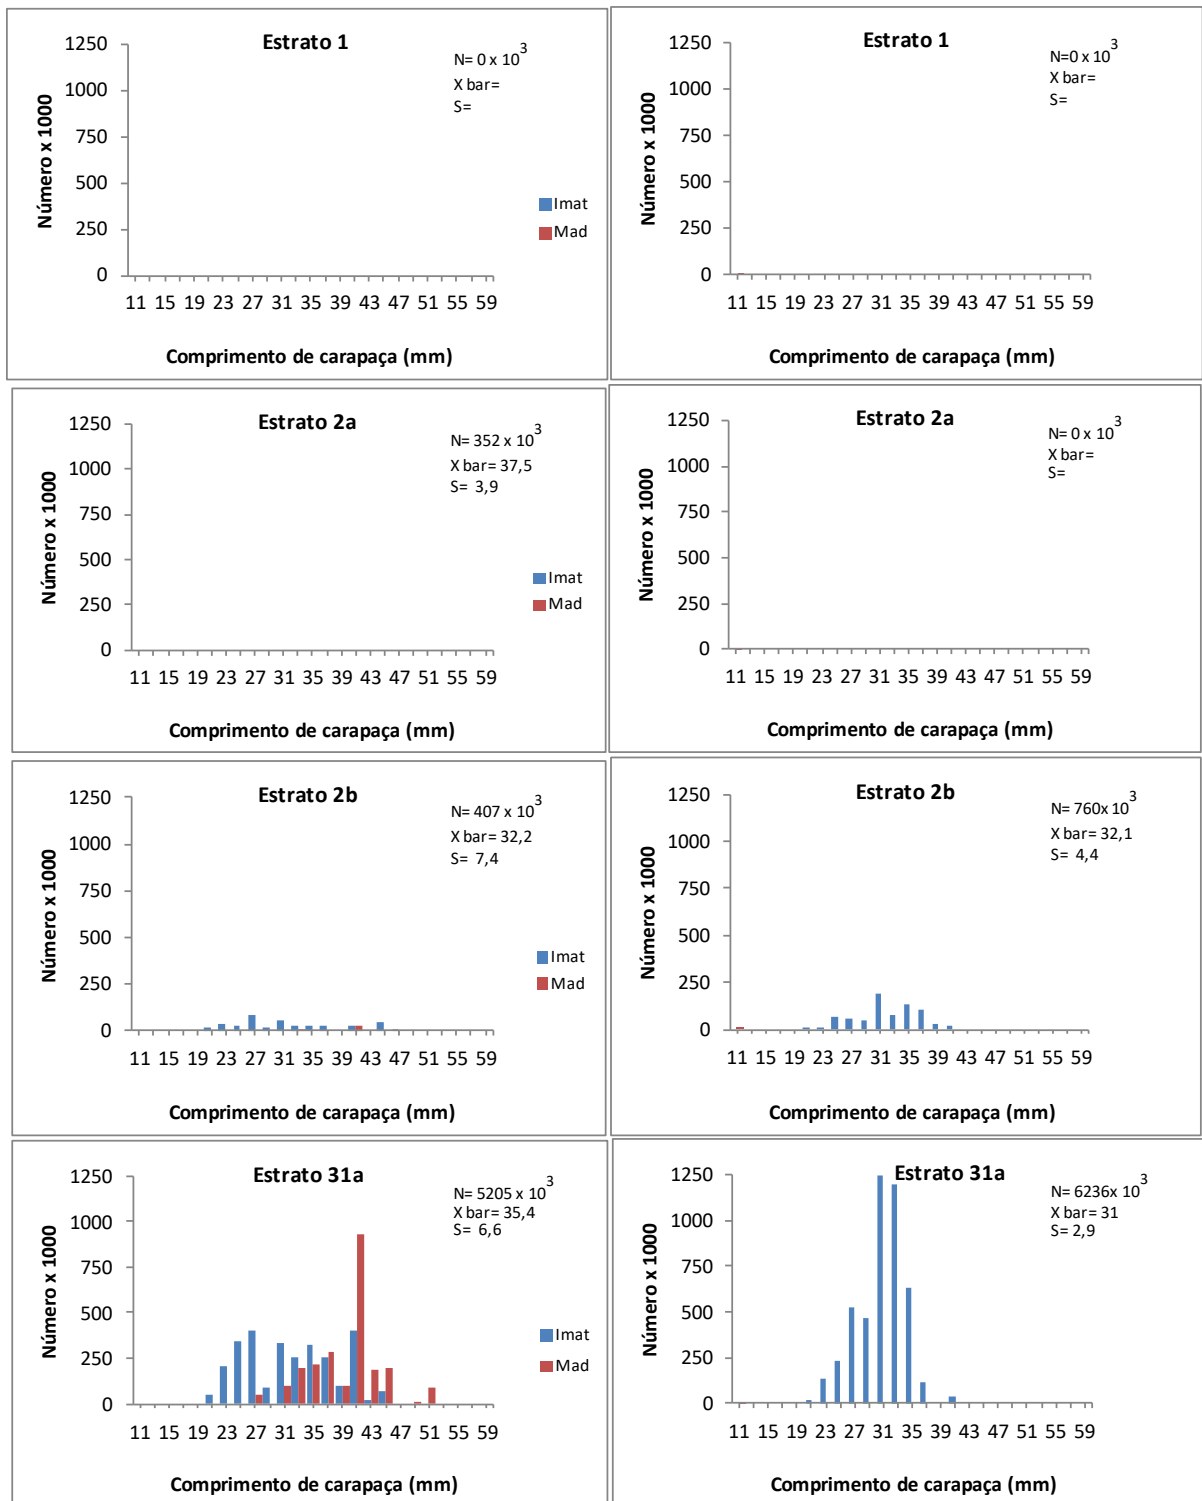 Estrato 1
N= 0 x 10^3
X bar=
S=
1250
1000
750
500
250
0
Número x 1000
Imat
Mad
11 15 19 23 27 31 35 39 43 47 51 55 59
Comprimento de carapaça (mm)
Estrato 1
N=0 x 10^3
X bar=
S=
1250
1000
750
500
250
0
Número x 1000
11 15 19 23 27 31 35 39 43 47 51 55 59
Comprimento de carapaça (mm)
Estrato 2a
N= 352 x 10^3
X bar= 37,5
S= 3,9
1250
1000
750
500
250
0
Número x 1000
Imat
Mad
11 15 19 23 27 31 35 39 43 47 51 55 59
Comprimento de carapaça (mm)
Estrato 2a
N= 0 x 10^3
X bar=
S=
1250
1000
750
500
250
0
Número x 1000
11 15 19 23 27 31 35 39 43 47 51 55 59
Comprimento de carapaça (mm)
Estrato 2b
N= 407 x 10^3
X bar= 32,2
S= 7,4
1250
1000
750
500
250
0
Número x 1000
Imat
Mad
11 15 19 23 27 31 35 39 43 47 51 55 59
Comprimento de carapaça (mm)
Estrato 2b
N= 760x 10^3
X bar= 32,1
S= 4,4
1250
1000
750
500
250
0
Número x 1000
11 15 19 23 27 31 35 39 43 47 51 55 59
Comprimento de carapaça (mm)
Estrato 31a
N= 5205 x 10^3
X bar= 35,4
S= 6,6
1250
1000
750
500
250
0
Número x 1000
Imat
Mad
11 15 19 23 27 31 35 39 43 47 51 55 59
Comprimento de carapaça (mm)
Estrato 31a
N= 6236x 10^3
X bar= 31
S= 2,9
1250
1000
750
500
250
0
Número x 1000
11 15 19 23 27 31 35 39 43 47 51 55 59
Comprimento de carapaça (mm)